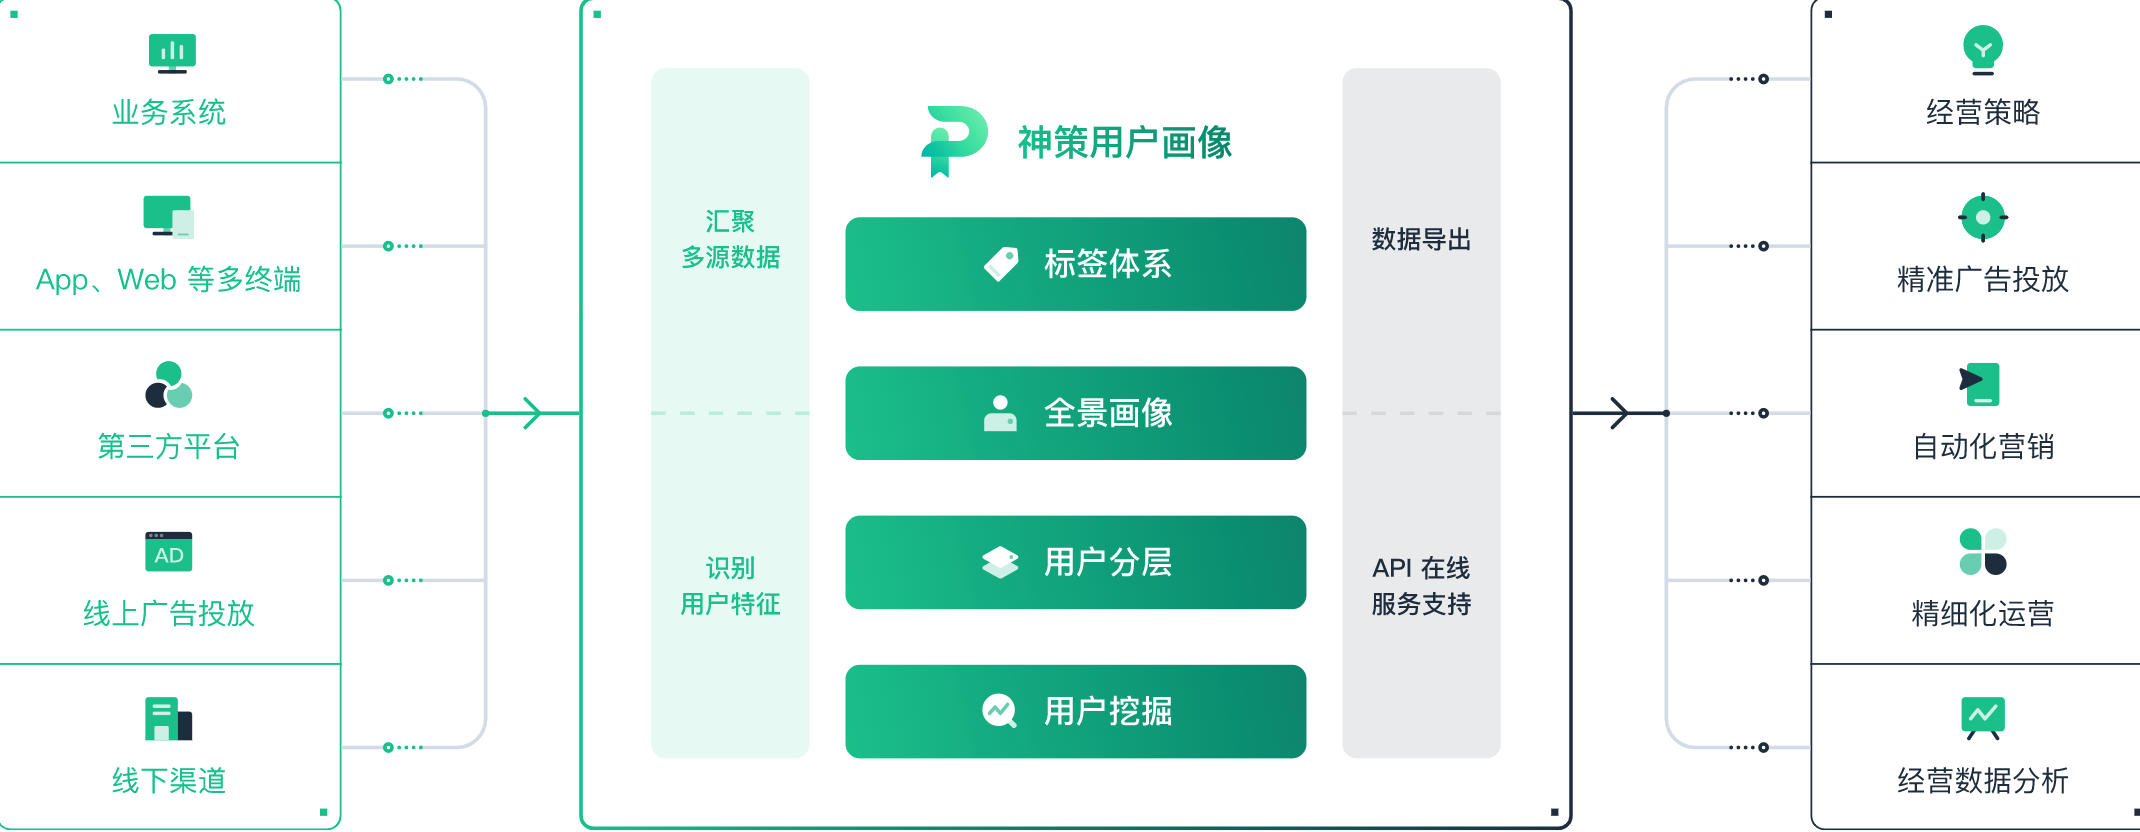 业务系统
App、Web 等多终端
第三方平台
AD
线上广告投放
线下渠道
汇聚
多源数据
识别
用户特征
神策用户画像
标签体系
全景画像
用户分层
用户挖掘
数据导出
API 在线
服务支持
经营策略
精准广告投放
自动化营销
精细化运营
经营数据分析